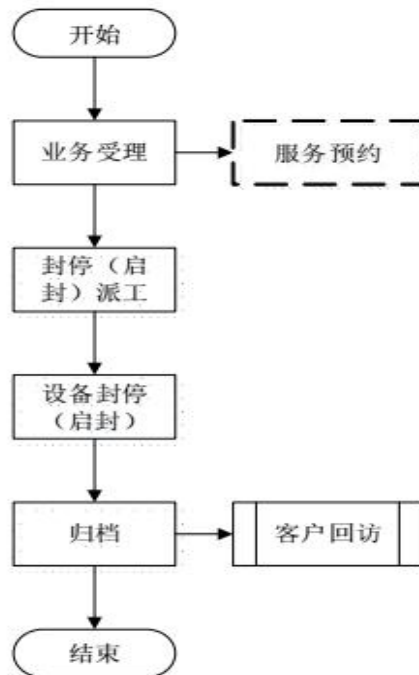 开始
业务受理
服务预约
封停（启
封）派工
设备封停
（启封）
归档
客户回访
结束